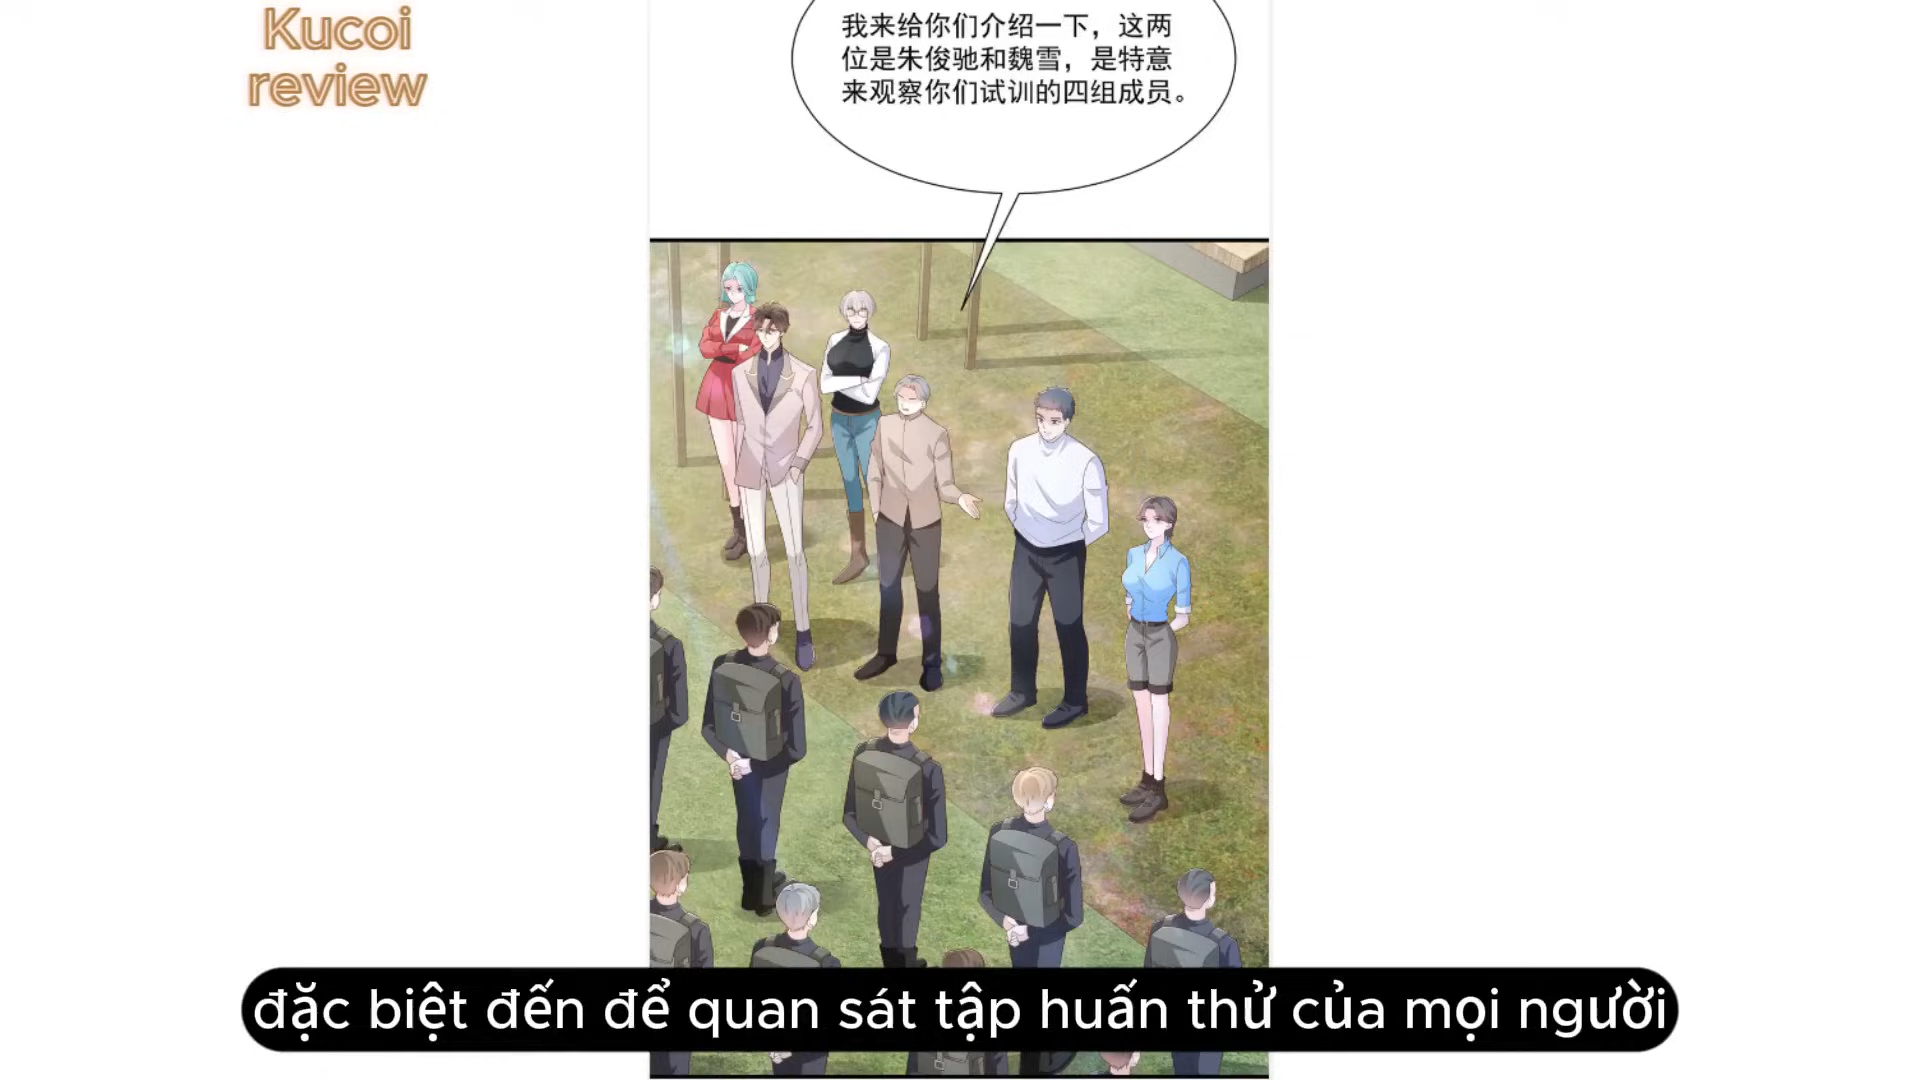 Kucoi
review
我来给你们介绍一下，这两
位是朱俊驰和魏雪，是特意
来观察你们试训的四组成员。
đặc biệt đến để quan sát tập huấn thử của mọi người